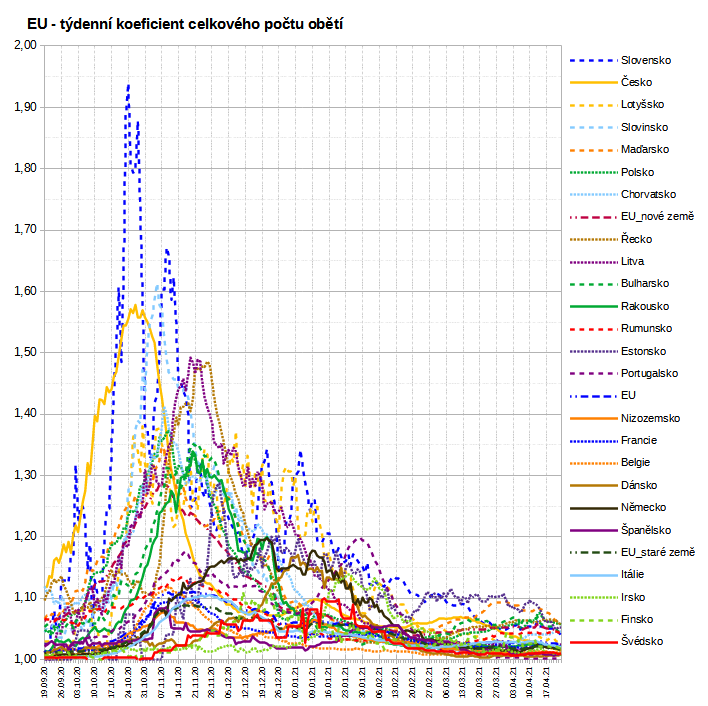 EU - týdenní koeficient celkového počtu obětí
2,00
1,90
1,80
1,70
1,60
1,50
1,40
1,30
1,20
1,10
1,00
19.09.20
26.09.20
03.10.20
10.10.20
17.10.20
24.10.20
31.10.20
07.11.20
14.11.20
21.11.20
28.11.20
05.12.20
12.12.20
19.12.20
26.12.20
02.01.21
09.01.21
16.01.21
23.01.21
30.01.21
06.02.21
13.02.21
20.02.21
27.02.21
06.03.21
13.03.21
20.03.21
27.03.21
03.04.21
10.04.21
17.04.21
Slovensko
Česko
Lotyšsko
Slovinsko
Maďarsko
Polsko
Chorvatsko
EU_nové země
Řecko
Litva
Bulharsko
Rakousko
Rumunsko
Estonsko
Portugalsko
EU
Nizozemsko
Francie
Belgie
Dánsko
Německo
Španělsko
EU_staré země
Itálie
Irsko
Finsko
Švédsko